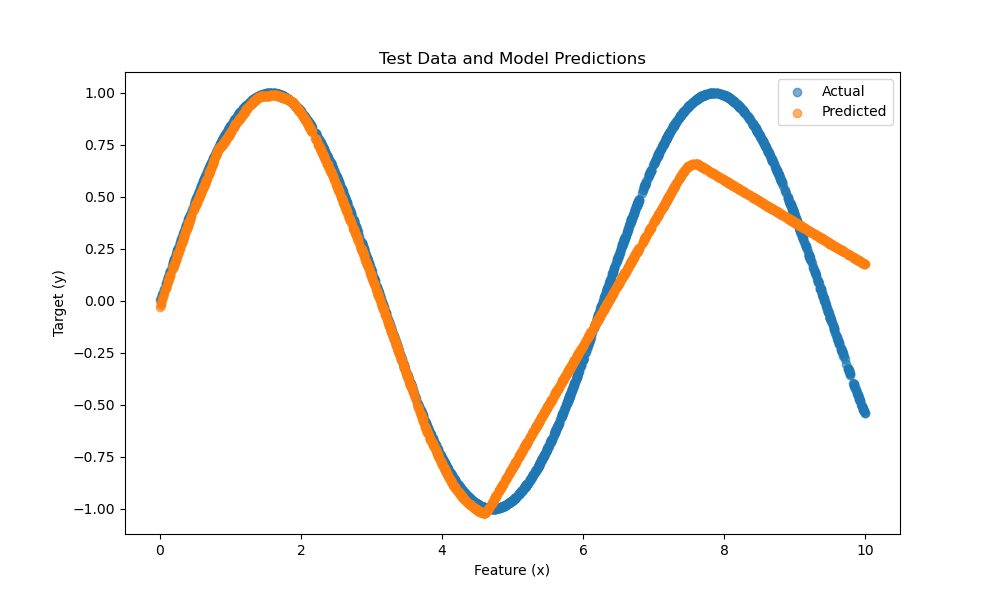 Test Data and Model Predictions
Actual
Predicted
1.00
0.75
0.50
0.25
0.00
−0.25
−0.50
−0.75
−1.00
Target (y)
0 2 4 6 8 10
Feature (x)